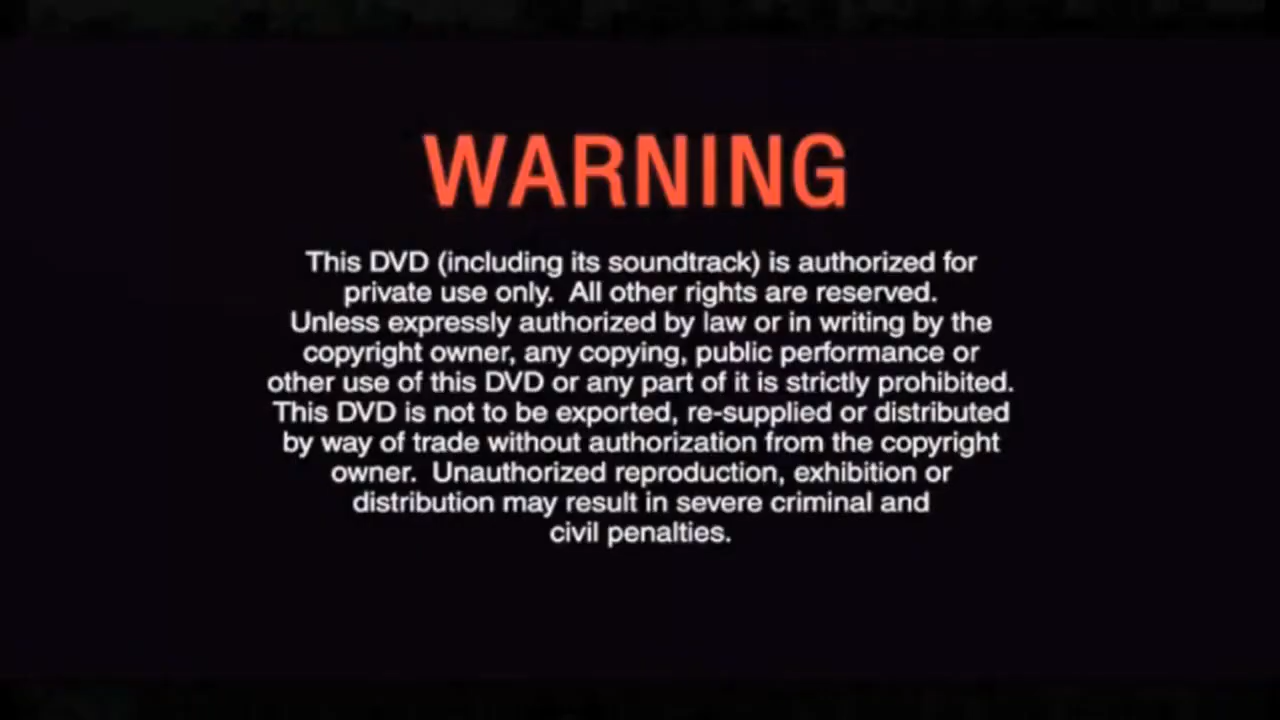 WARNING
This DVD (including its soundtrack) is authorized for
private use only.  All other rights are reserved.
Unless expressly authorized by law or in writing by the
copyright owner, any copying, public performance or
other use of this DVD or any part of it is strictly prohibited.
This DVD is not to be exported, re-supplied or distributed
by way of trade without authorization from the copyright
owner.  Unauthorized reproduction, exhibition or
distribution may result in severe criminal and
civil penalties.